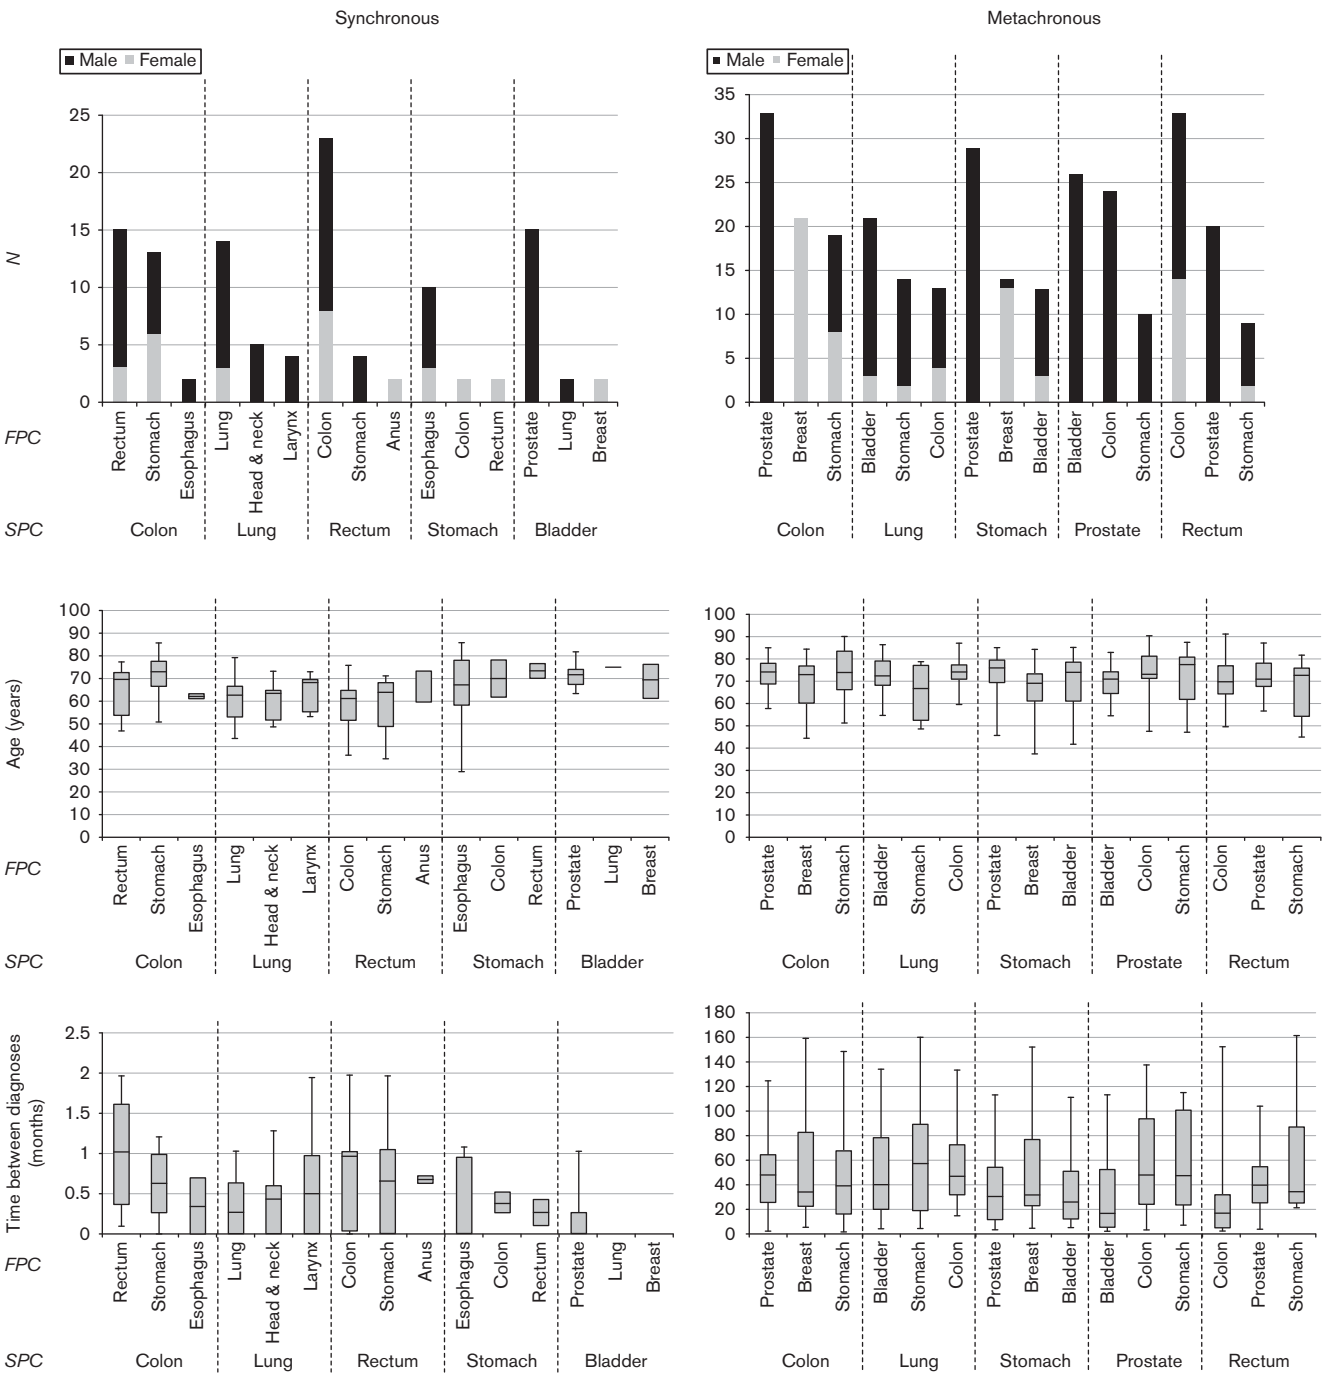 Synchronous
Metachronous
Male Female
Male Female
N
25
20
15
10
5
0
35
30
25
20
15
10
5
0
FPC
Rectum Stomach Esophagus Lung Head & neck Larynx Colon Stomach Anus Esophagus Colon Rectum Prostate Lung Breast
Prostate Breast Stomach Bladder Stomach Colon Prostate Breast Bladder Bladder Colon Stomach Colon Prostate Stomach
SPC
Colon Lung Rectum Stomach Bladder
Colon Lung Stomach Prostate Rectum
Age (years)
100
90
80
70
60
50
40
30
20
10
0
100
90
80
70
60
50
40
30
20
10
0
FPC
Rectum Stomach Esophagus Lung Head & neck Larynx Colon Stomach Anus Esophagus Colon Rectum Prostate Lung Breast
Prostate Breast Stomach Bladder Stomach Colon Prostate Breast Bladder Bladder Colon Stomach Colon Prostate Stomach
SPC
Colon Lung Rectum Stomach Bladder
Colon Lung Stomach Prostate Rectum
Time between diagnoses
(months)
2.5
2
1.5
1
0.5
0
180
160
140
120
100
80
60
40
20
0
FPC
Rectum Stomach Esophagus Lung Head & neck Larynx Colon Stomach Anus Esophagus Colon Rectum Prostate Lung Breast
Prostate Breast Stomach Bladder Stomach Colon Prostate Breast Bladder Bladder Colon Stomach Colon Prostate Stomach
SPC
Colon Lung Rectum Stomach Bladder
Colon Lung Stomach Prostate Rectum